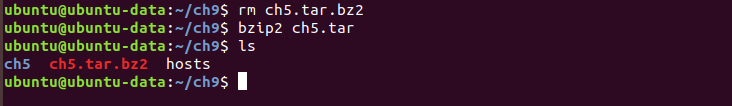 ubuntu@ubuntu-data:~/ch9$ rm ch5.tar.bz2
ubuntu@ubuntu-data:~/ch9$ bzip2 ch5.tar
ubuntu@ubuntu-data:~/ch9$ ls
ch5  ch5.tar.bz2  hosts
ubuntu@ubuntu-data:~/ch9$